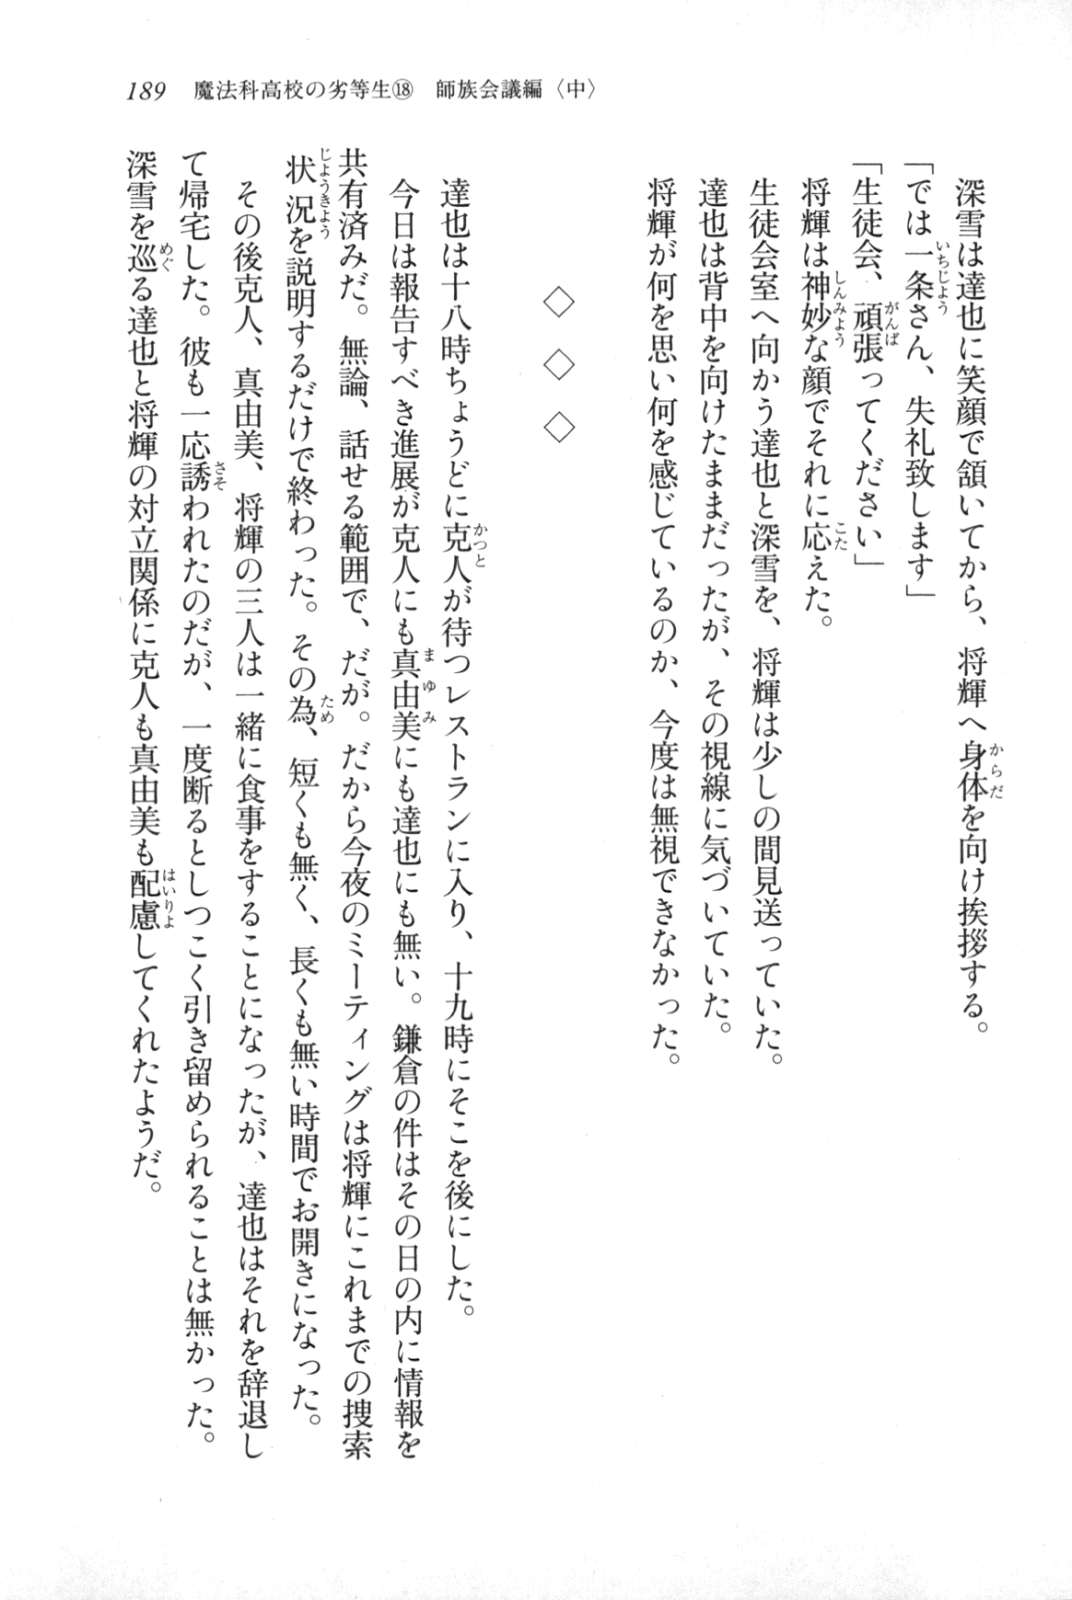 189 魔法科高校の劣等生⑱ 師族会議編〈中〉
深雪は達也に笑顔で頷いてから、将輝へ身体を向け挨拶する。
「では一条さん、失礼致します」
「生徒会、頑張ってください」
将輝は神妙な顔でそれに応えた。
生徒会室へ向かう達也と深雪を、将輝は少しの間見送っていた。
達也は背中を向けたままだったが、その視線に気づいていた。
将輝が何を思い何を感じているのか、今度は無視できなかった。
◇ ◇ ◇
達也は十八時ちょうどに克人が待つレストランに入り、十九時にそこを後にした。
今日は報告すべき進展が克人にも真由美にも達也にも無い。鎌倉の件はその日の内に情報を
共有済みだ。無論、話せる範囲で、だが。だから今夜のミーティングは将輝にこれまでの捜索
状況を説明するだけで終わった。その為、短くも無く、長くも無い時間でお開きになった。
その後克人、真由美、将輝の三人は一緒に食事をすることになったが、達也はそれを辞退し
て帰宅した。彼も一応誘われたのだが、一度断るとしつこく引き留められることは無かった。
深雪を巡る達也と将輝の対立関係に克人も真由美も配慮してくれたようだ。